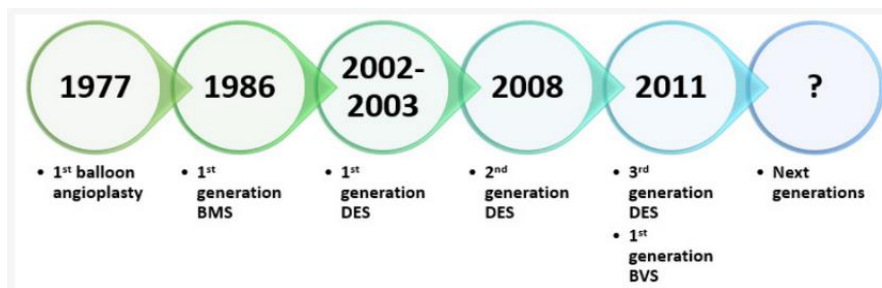 1977
1986
2002-
2003
2008
2011
?
• 1st balloon
angioplasty
• 1st
generation
BMS
• 1st
generation
DES
• 2nd
generation
DES
• 3rd
generation
DES
• 1st
generation
BVS
• Next
generations